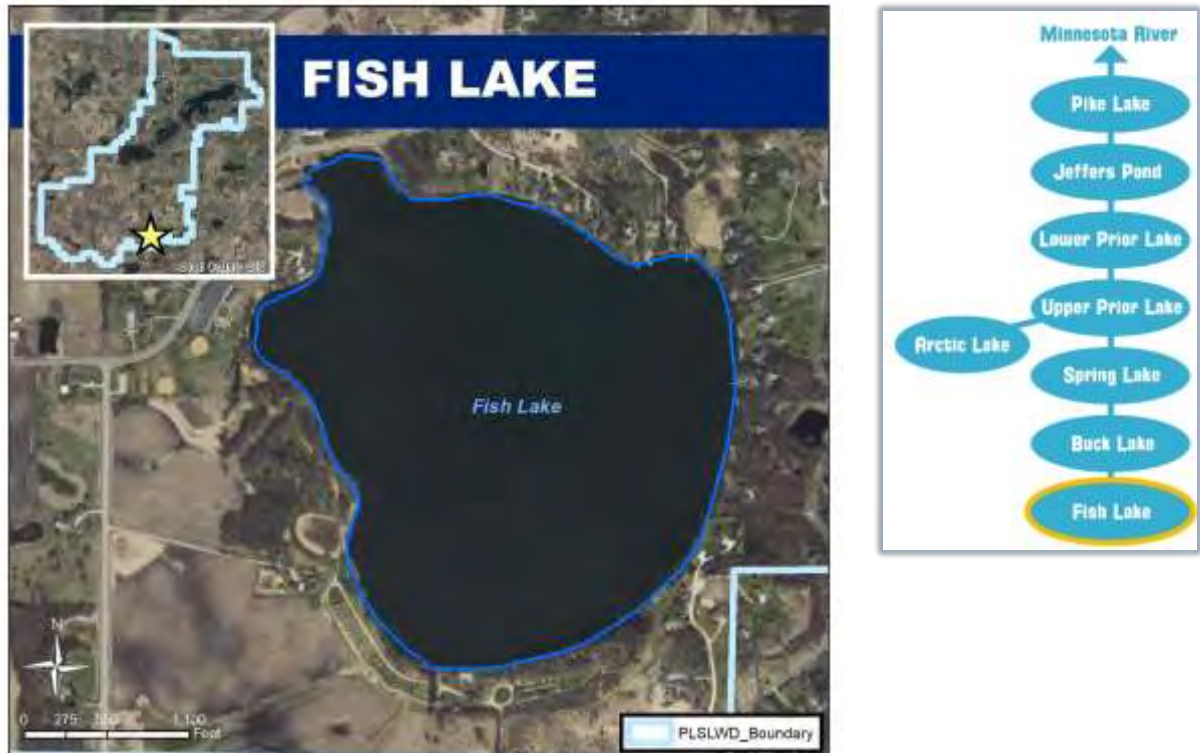 FISH LAKE
Fish Lake
N
0 275 550 1,100
Feet
PLSLWD_Boundary
Minnesota River
Pike Lake
Jeffers Pond
Lower Prior Lake
Upper Prior Lake
Arctic Lake
Spring Lake
Buck Lake
Fish Lake